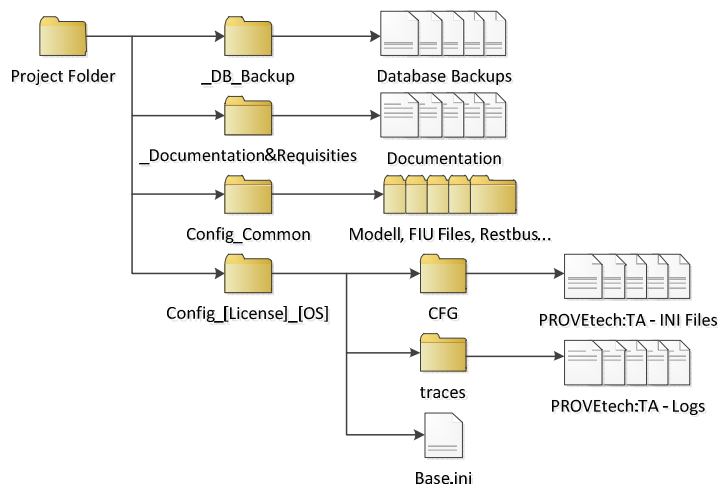 Project Folder
_DB_Backup
Database Backups
_Documentation&Requisities
Documentation
Config_Common
Modell, FIU Files, Restbus...
Config_[License]_[OS]
CFG
PROVEtech:TA - INI Files
traces
PROVEtech:TA - Logs
Base.ini